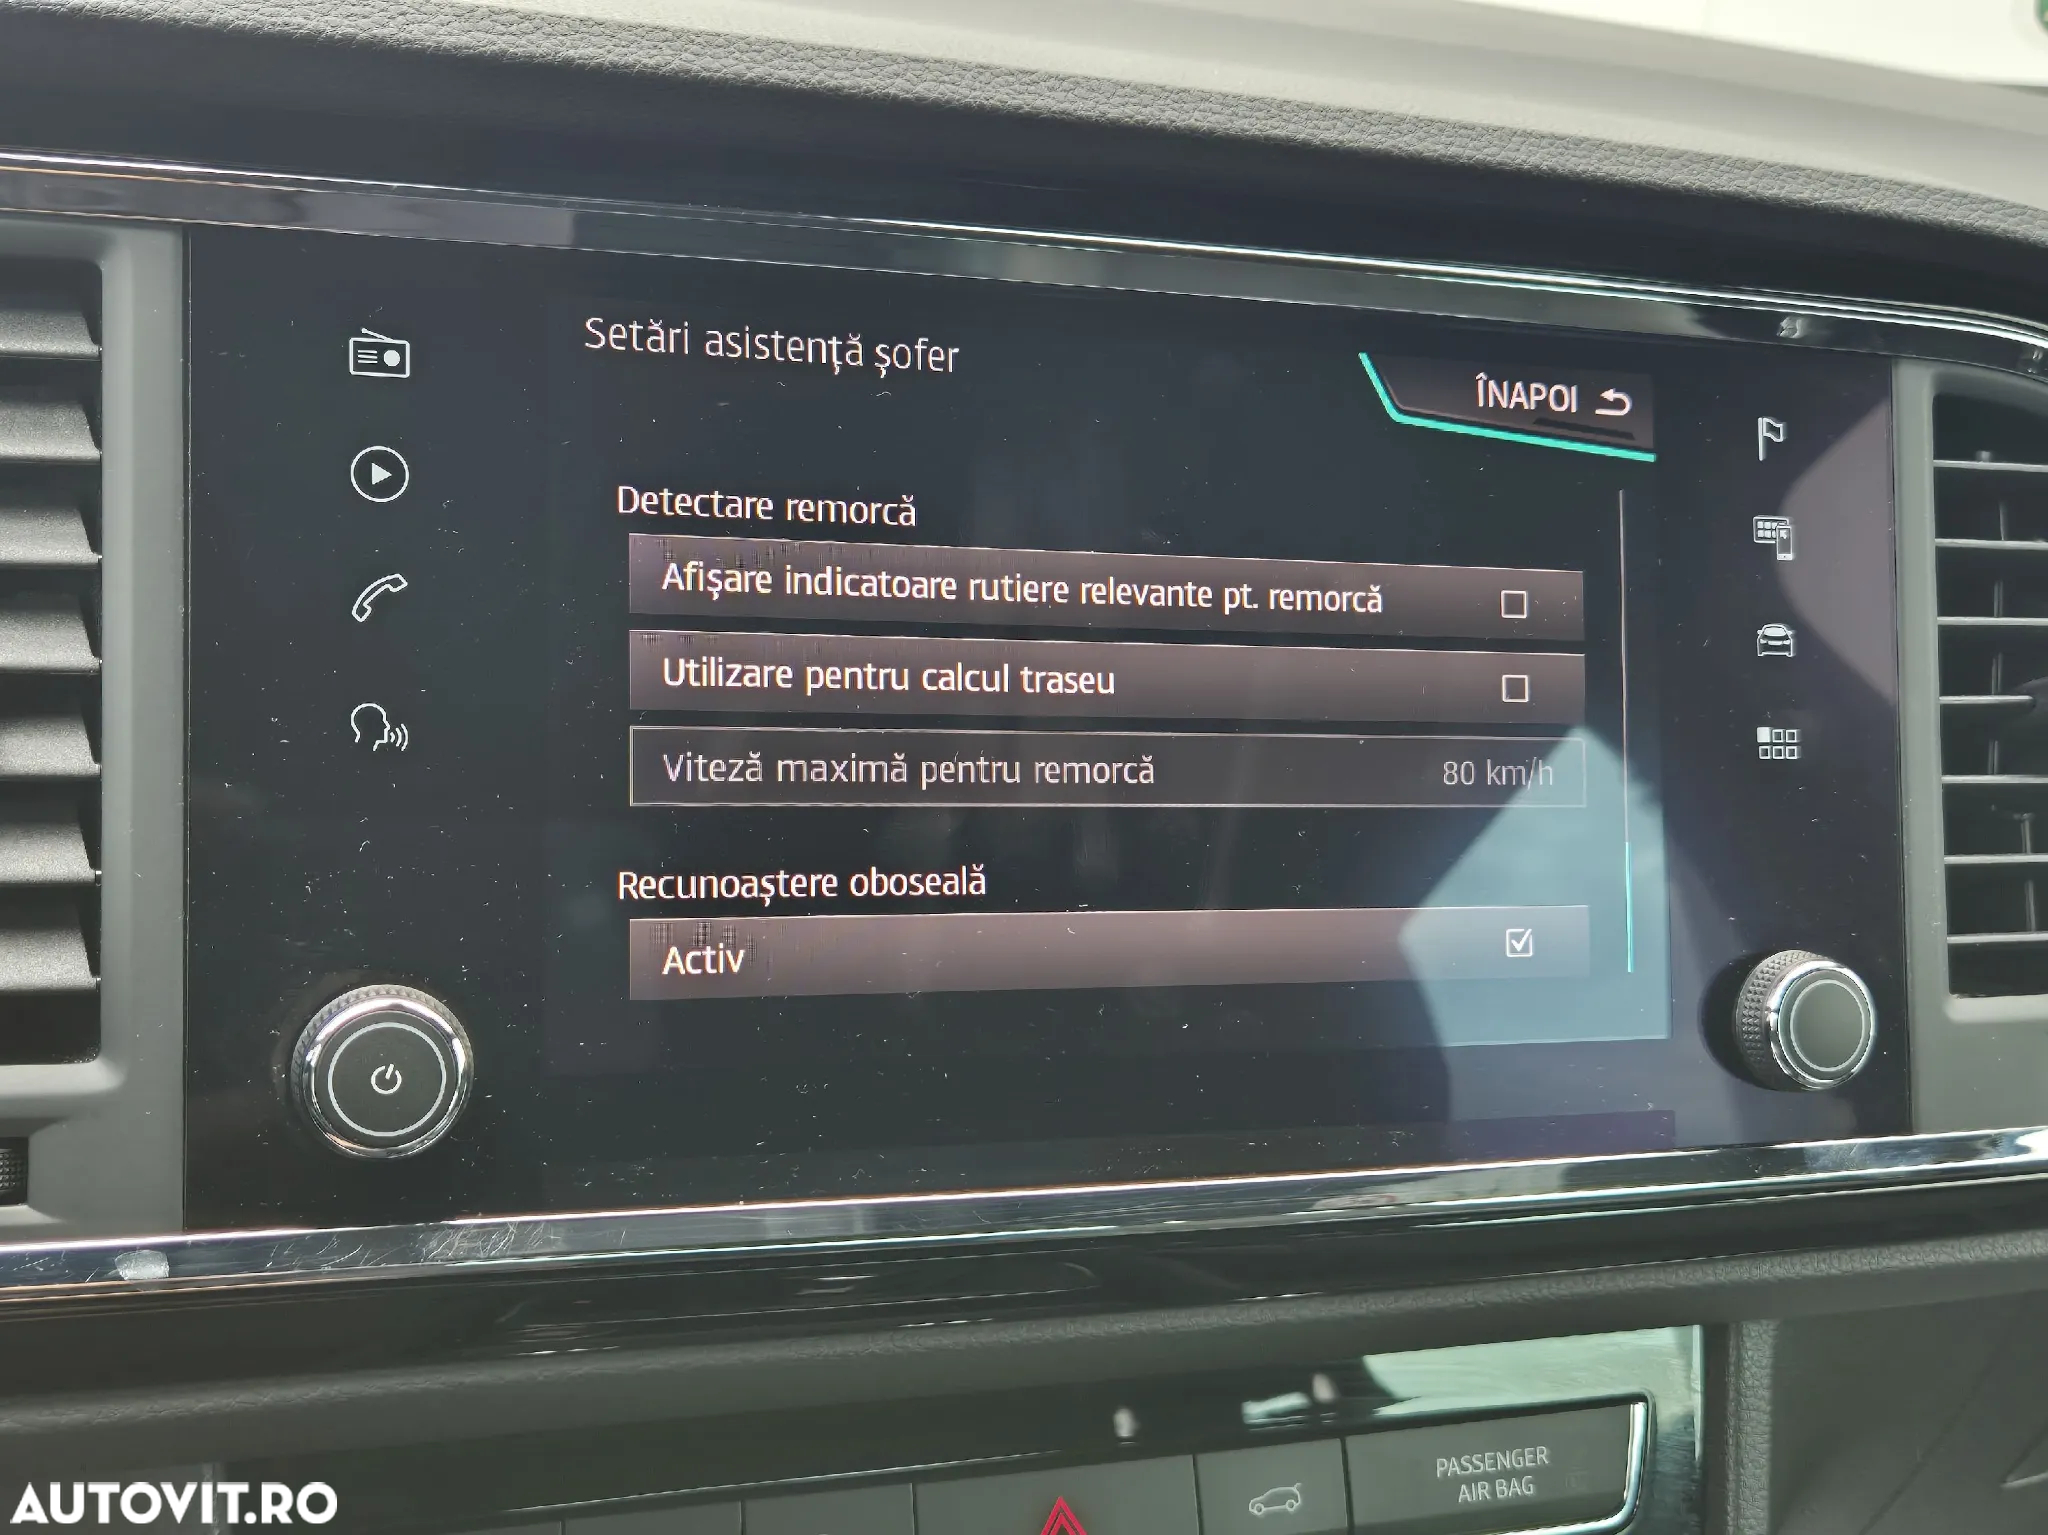 Setări asistență șofer
ÎNAPOI
Detectare remorcă
Afișare indicatoare rutiere relevante pt. remorcă
Utilizare pentru calcul traseu
Viteză maximă pentru remorcă 80 km/h
Recunoaștere oboseală
Activ
PASSENGER
AIR BAG
AUTOVIT.RO